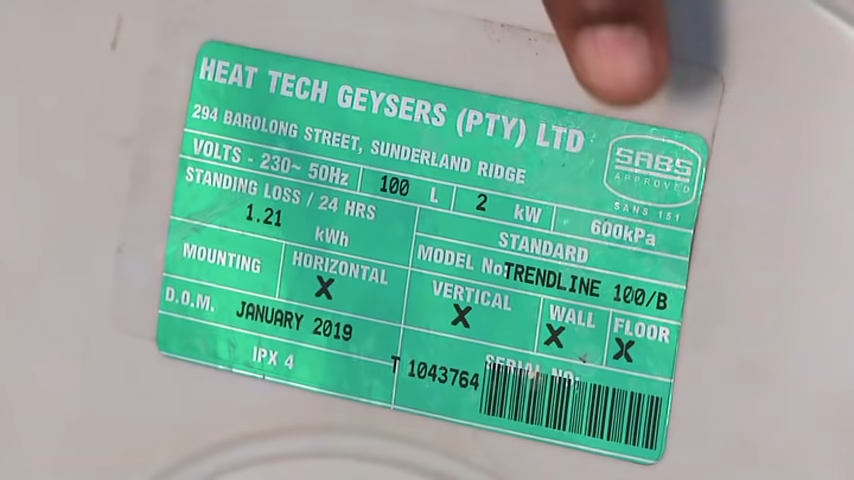 HEAT TECH GEYSERS (PTY) LTD
294 BAROLONG STREET, SUNDERLAND RIDGE
SABS
APPROVED
SANS 151
VOLTS - 230~ 50Hz 100 L 2 kW 600kPa
STANDING LOSS / 24 HRS
1.21
kWh
STANDARD
MODEL No TRENDLINE 100/B
MOUNTING HORIZONTAL X VERTICAL X WALL X FLOOR X
D.O.M. JANUARY 2019
IPX 4
SERIAL NO:
T 1043764